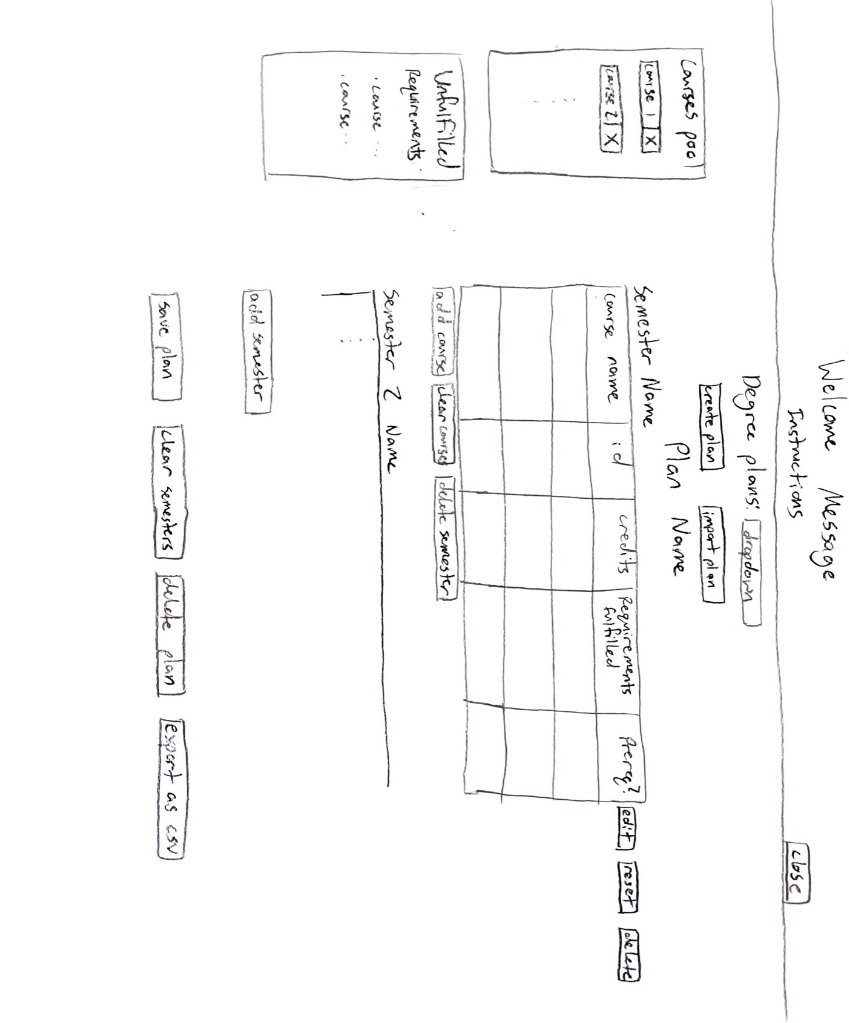 Welcome Message
Instructions
close
Degree plans: dropdown
create plan import plan
Plan Name
Courses pool
course 1 X
course 2 X
Unfulfilled
Requirements
· course ...
· course ...
Semester Name
course name id credits Requirements fulfilled Prereq? edit reset delete
add course clear courses delete semester
Semester 2 Name
add semester
save plan clear semesters delete plan export as csv